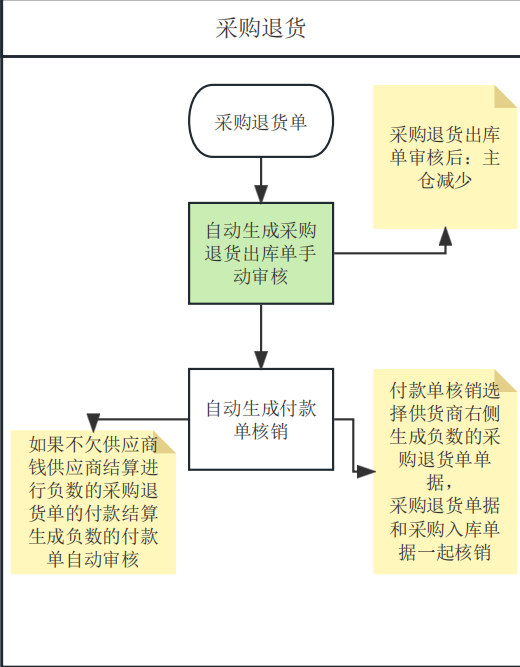 采购退货
采购退货单
采购退货出库
单审核后：主
仓减少
自动生成采购
退货出库单手
动审核
自动生成付款
单核销
付款单核销选
择供货商右侧
生成负数的采
购退货单单
据，
采购退货单据
和采购入库单
据一起核销
如果不欠供应商
钱供应商结算进
行负数的采购退
货单的付款结算
生成负数的付款
单自动审核